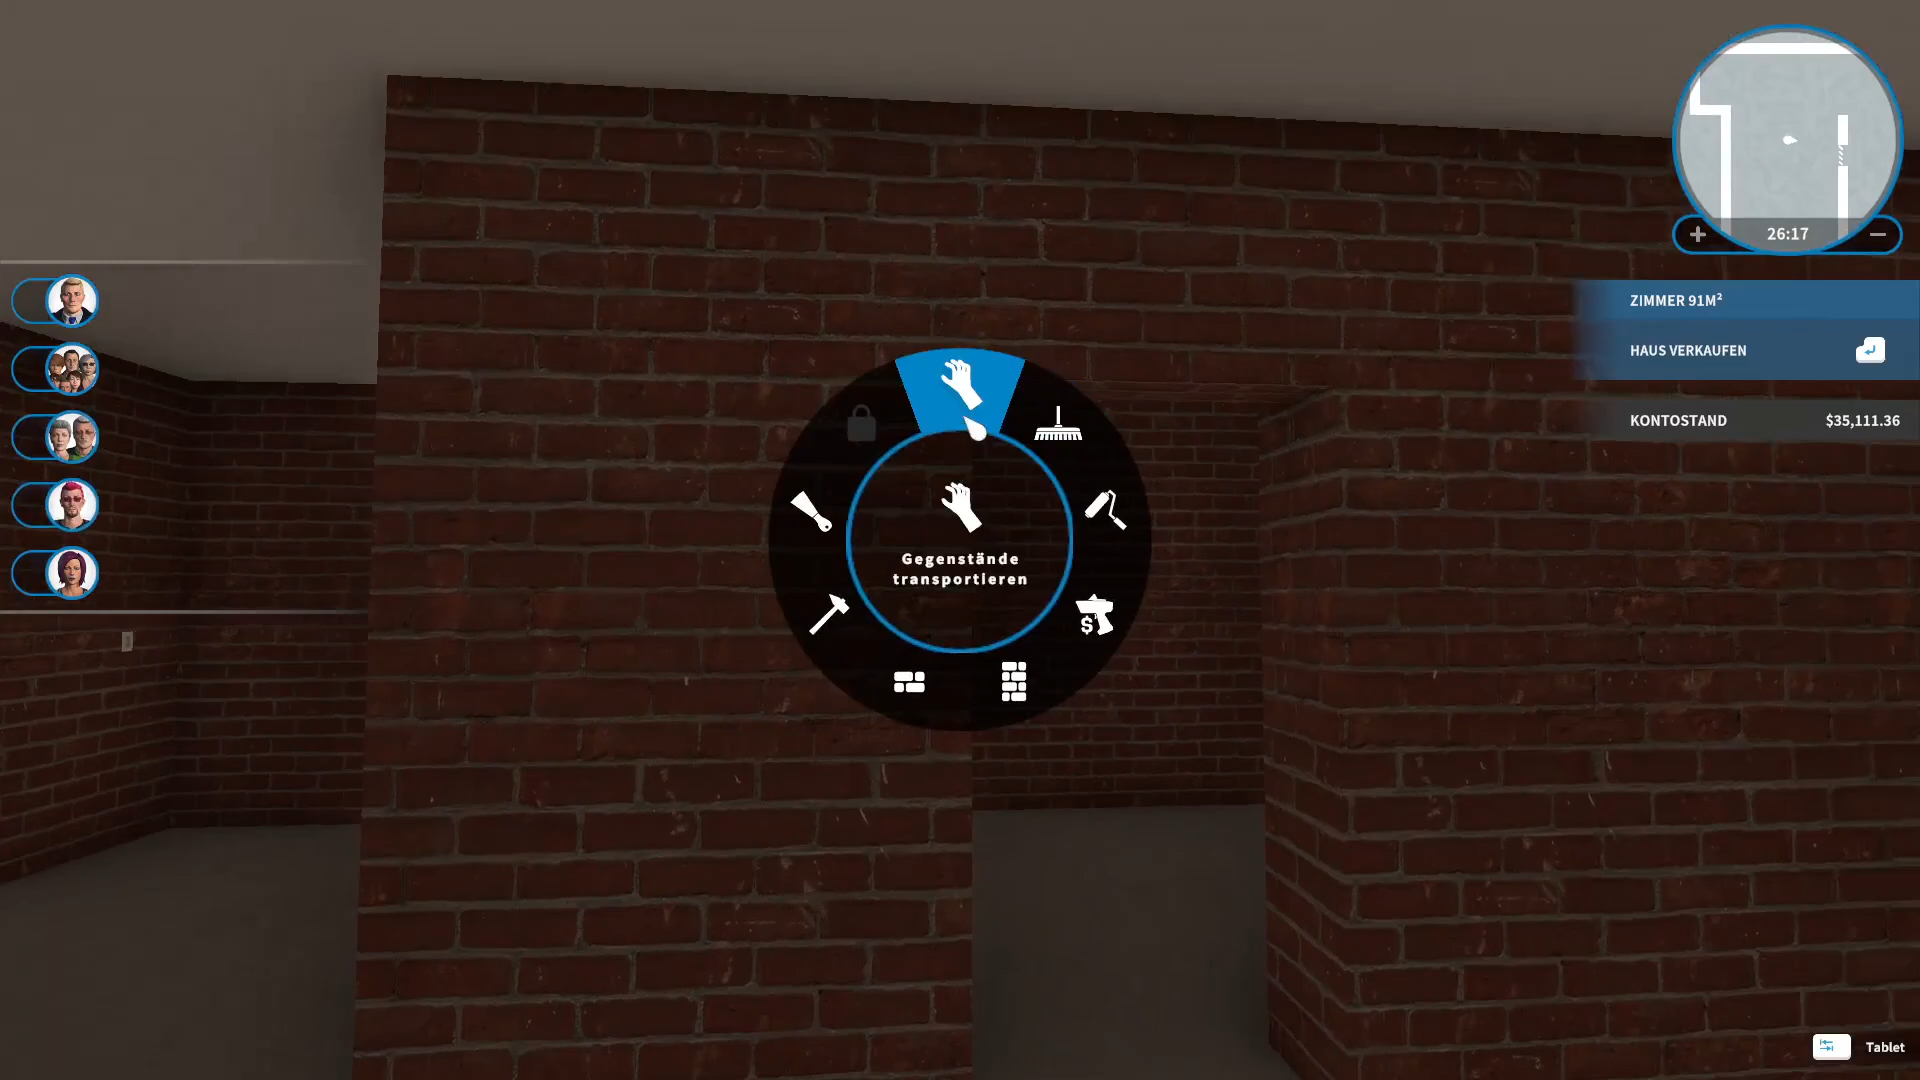 26:17
ZIMMER 91M²
HAUS VERKAUFEN
KONTOSTAND $35,111.36
Gegenstände
transportieren
$
Tablet